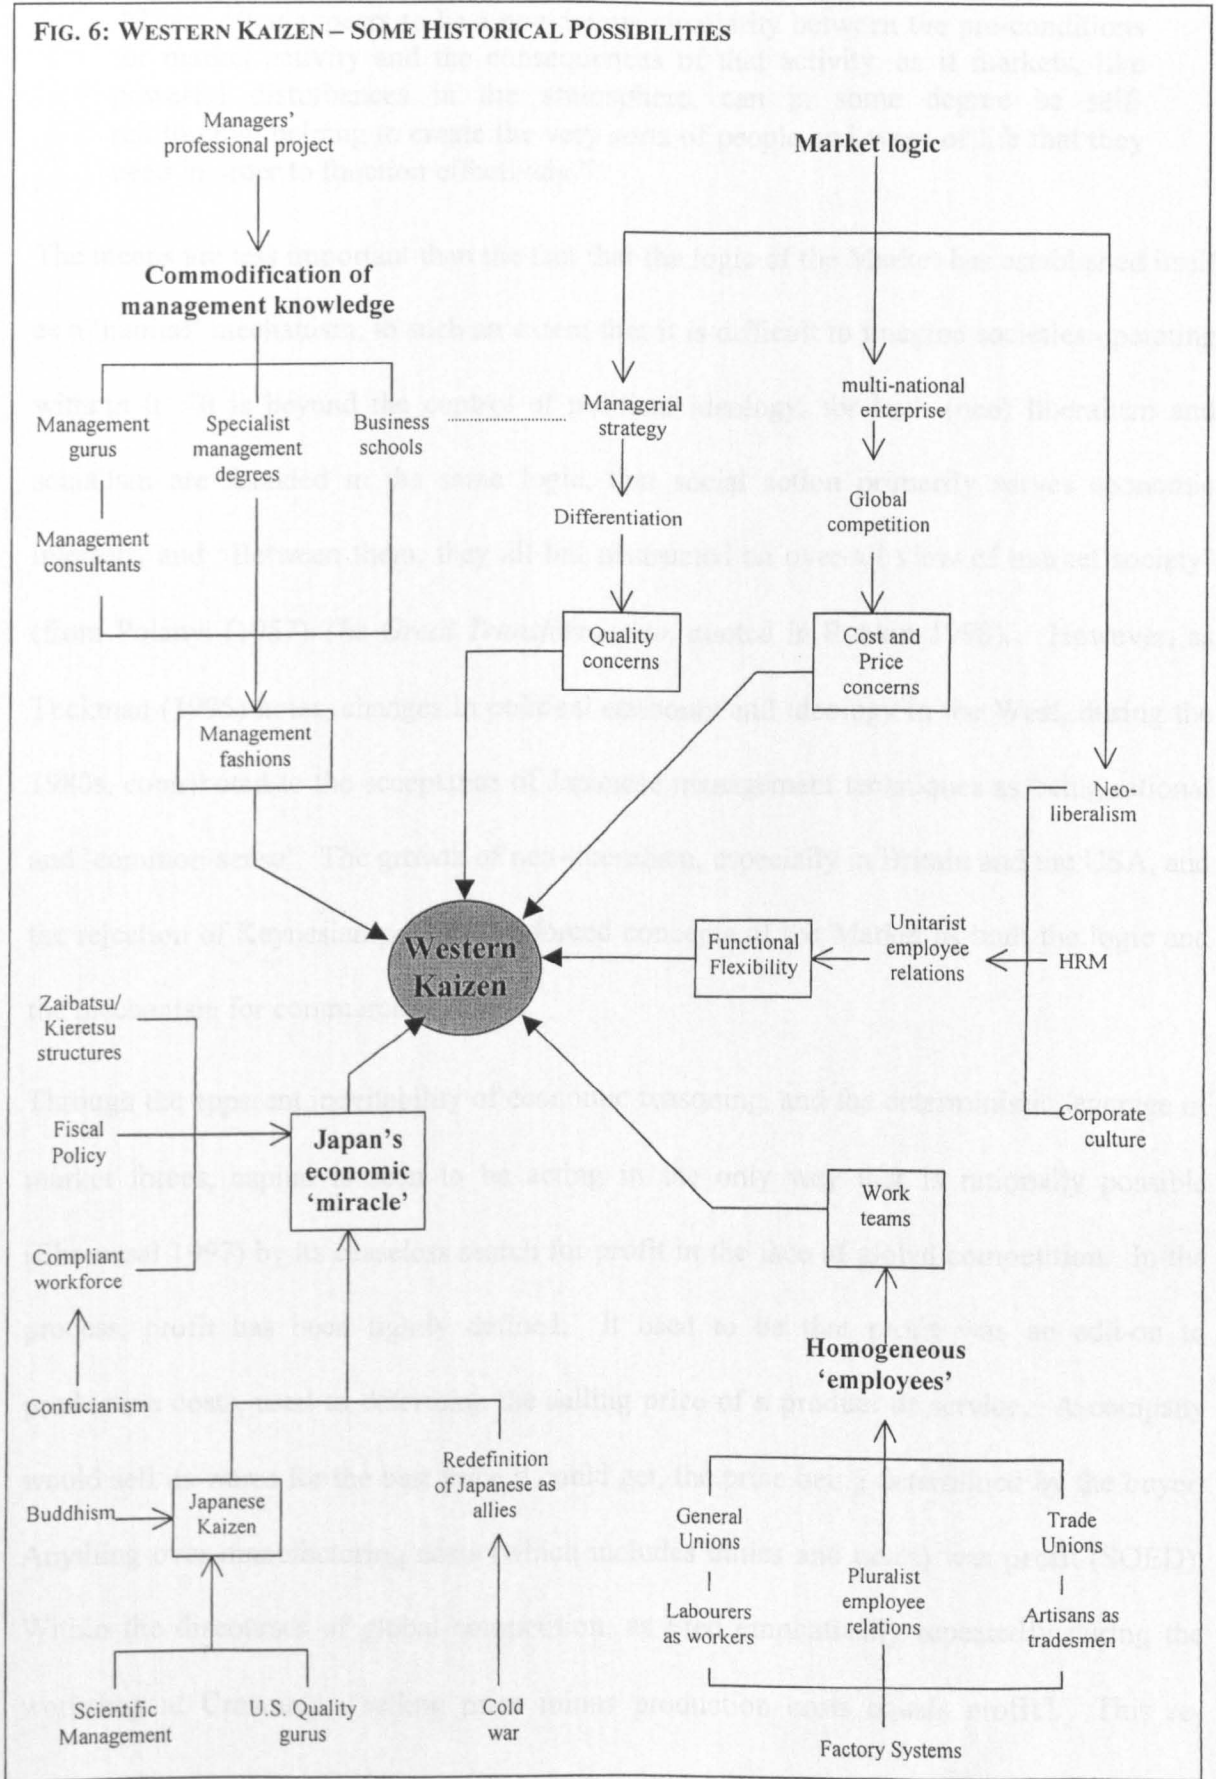 FIG. 6: WESTERN KAIZEN – SOME HISTORICAL POSSIBILITIES
Managers'
professional project
Market logic
Commodification of
management knowledge
Management
gurus
Specialist
management
degrees
Business
schools
Managerial
strategy
multi-national
enterprise
Management
consultants
Differentiation
Global
competition
Quality
concerns
Cost and
Price
concerns
Management
fashions
Neo-
liberalism
Western
Kaizen
Functional
Flexibility
Unitarist
employee
relations
HRM
Zaibatsu/
Kieretsu
structures
Fiscal
Policy
Japan's
economic
'miracle'
Corporate
culture
Compliant
workforce
Work
teams
Homogeneous
'employees'
Confucianism
Redefinition
of Japanese as
allies
Buddhism
Japanese
Kaizen
General
Unions
Trade
Unions
Pluralist
employee
relations
Labourers
as workers
Artisans as
tradesmen
Scientific
Management
U.S. Quality
gurus
Cold
war
Factory Systems